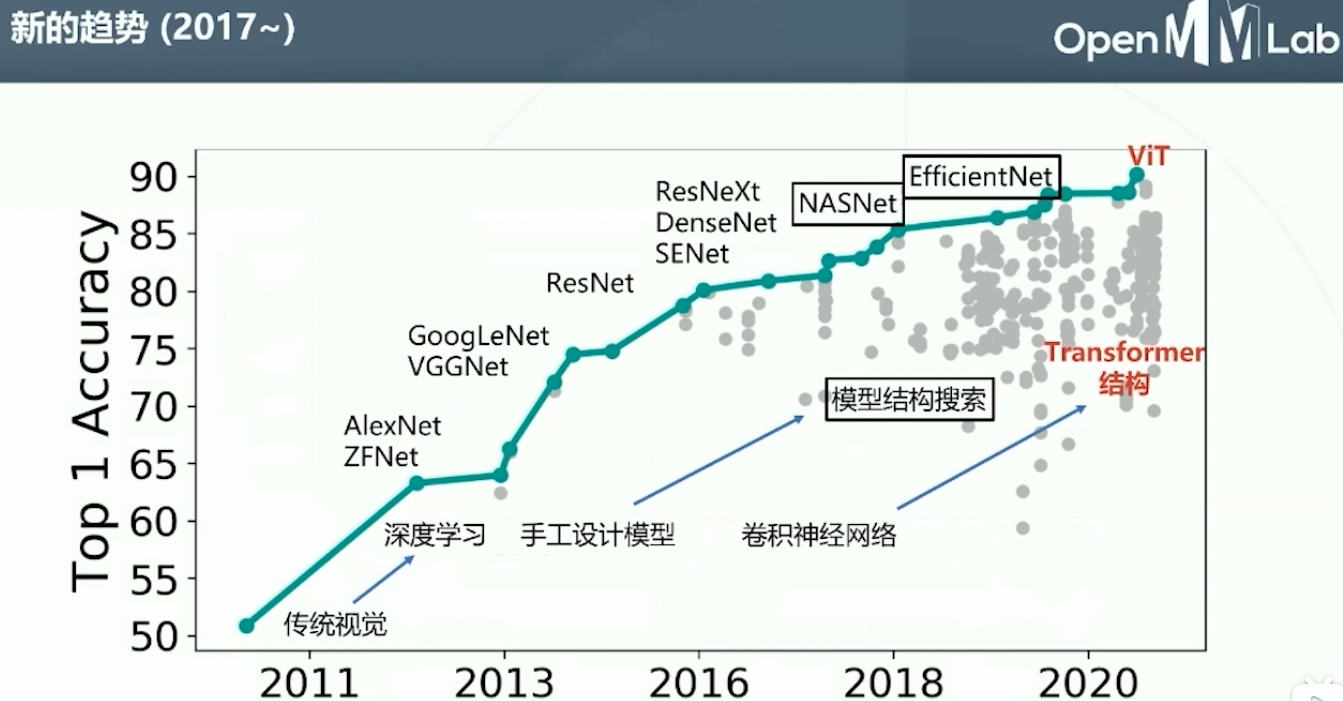 新的趋势 (2017~)
OpenMMLab
Top 1 Accuracy
90
85
80
75
70
65
60
55
50
2011
2013
2016
2018
2020
ViT
EfficientNet
NASNet
ResNeXt
DenseNet
SENet
ResNet
GoogLeNet
VGGNet
AlexNet
ZFNet
Transformer
结构
模型结构搜索
深度学习
手工设计模型
卷积神经网络
传统视觉